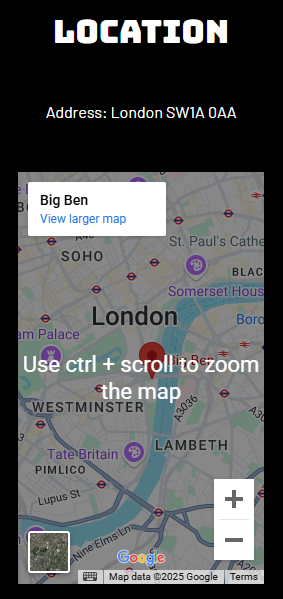 LOCATION
Address: London SW1A 0AA
Big Ben
View larger map
St. Paul's Cathe
SOHO
BLAC
Somerset Hous
London
Boro
am Palace
Big Ben
Use ctrl + scroll to zoom
the map
WESTMINSTER
A3036
LAMBETH
Tate Britain
PIMLICO
Lupus St
Nine Elms Ln
Google
Map data ©2025 Google
Terms